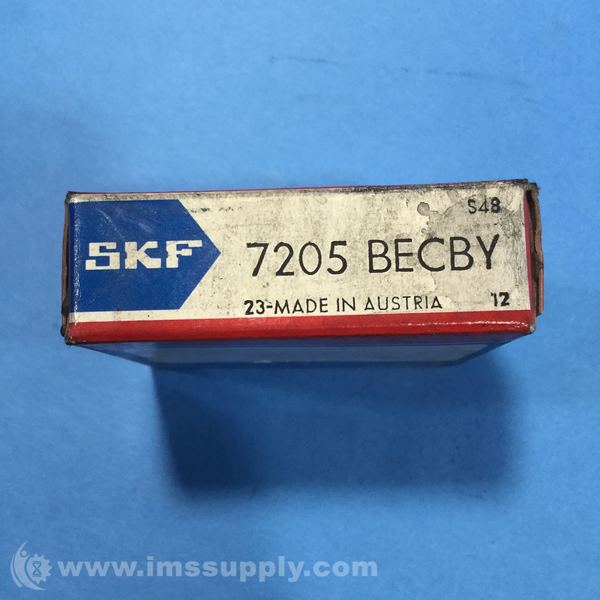 S48
SKF 7205 BECBY
23-MADE IN AUSTRIA 12
www.imssupply.com